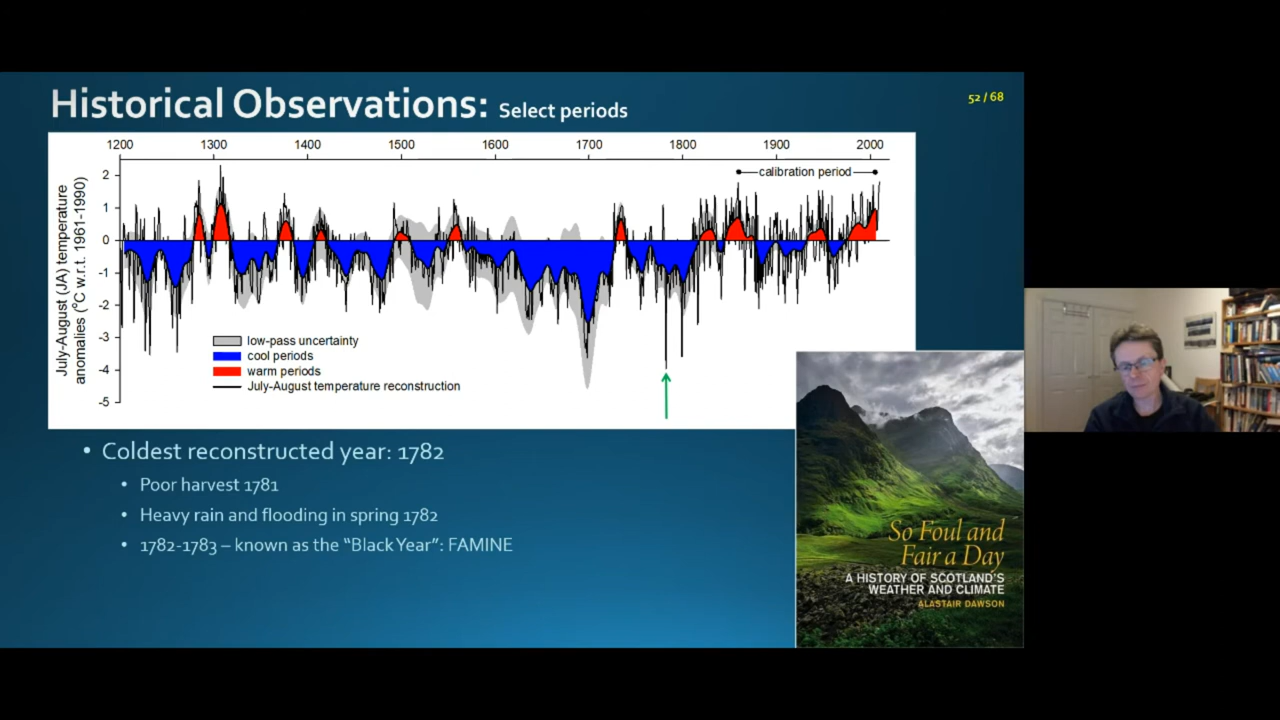 Historical Observations: Select periods
52 / 68
1200 1300 1400 1500 1600 1700 1800 1900 2000
July-August (JA) temperature
anomalies (°C w.r.t. 1961-1990)
2
1
0
-1
-2
-3
-4
-5
calibration period
low-pass uncertainty
cool periods
warm periods
July-August temperature reconstruction
• Coldest reconstructed year: 1782
• Poor harvest 1781
• Heavy rain and flooding in spring 1782
• 1782-1783 – known as the “Black Year”: FAMINE
So Foul and
Fair a Day
A HISTORY OF SCOTLAND'S
WEATHER AND CLIMATE
ALASTAIR DAWSON